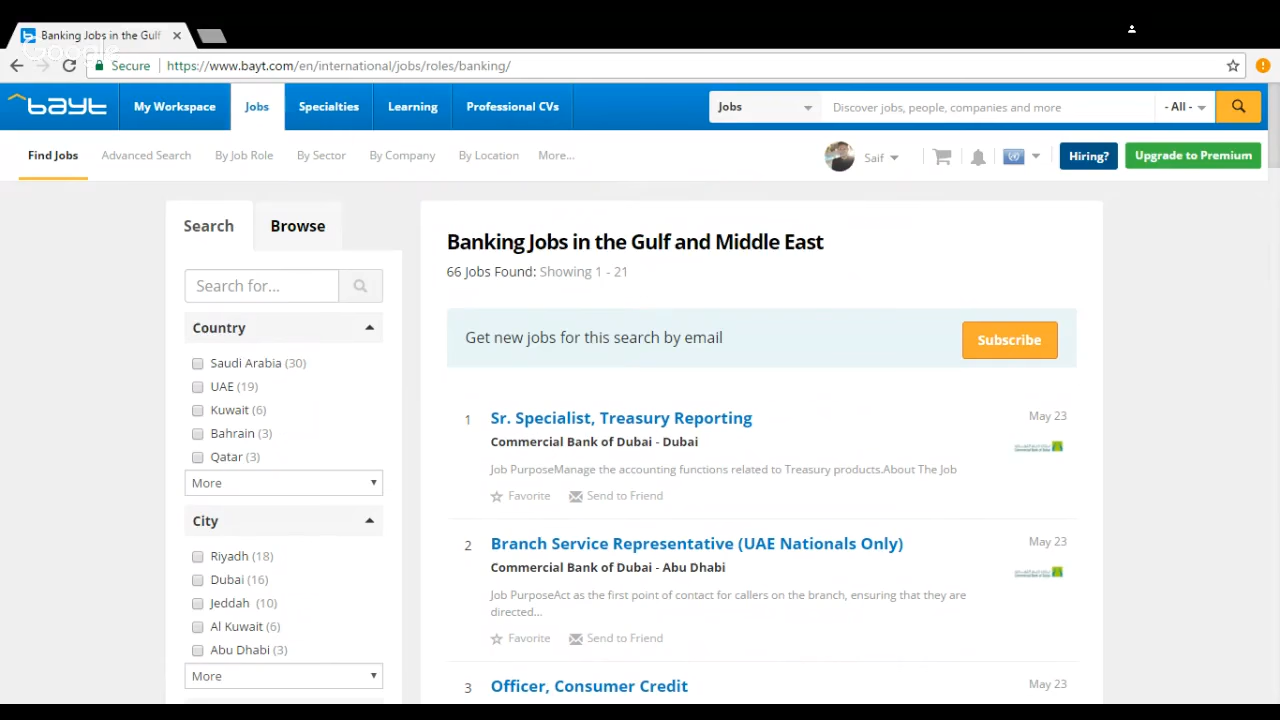 Banking Jobs in the Gulf
Google
Secure https://www.bayt.com/en/international/jobs/roles/banking/
bayt My Workspace Jobs Specialties Learning Professional CVs Jobs Discover jobs, people, companies and more - All -
Find Jobs Advanced Search By Job Role By Sector By Company By Location More... Saif Hiring? Upgrade to Premium
Search Browse
Banking Jobs in the Gulf and Middle East
66 Jobs Found: Showing 1 - 21
Search for...
Country
Saudi Arabia (30)
UAE (19)
Kuwait (6)
Bahrain (3)
Qatar (3)
More
City
Riyadh (18)
Dubai (16)
Jeddah (10)
Al Kuwait (6)
Abu Dhabi (3)
More
Get new jobs for this search by email Subscribe
1 Sr. Specialist, Treasury Reporting May 23
Commercial Bank of Dubai - Dubai
Job PurposeManage the accounting functions related to Treasury products.About The Job
Favorite Send to Friend
2 Branch Service Representative (UAE Nationals Only) May 23
Commercial Bank of Dubai - Abu Dhabi
Job PurposeAct as the first point of contact for callers on the branch, ensuring that they are
directed...
Favorite Send to Friend
3 Officer, Consumer Credit May 23